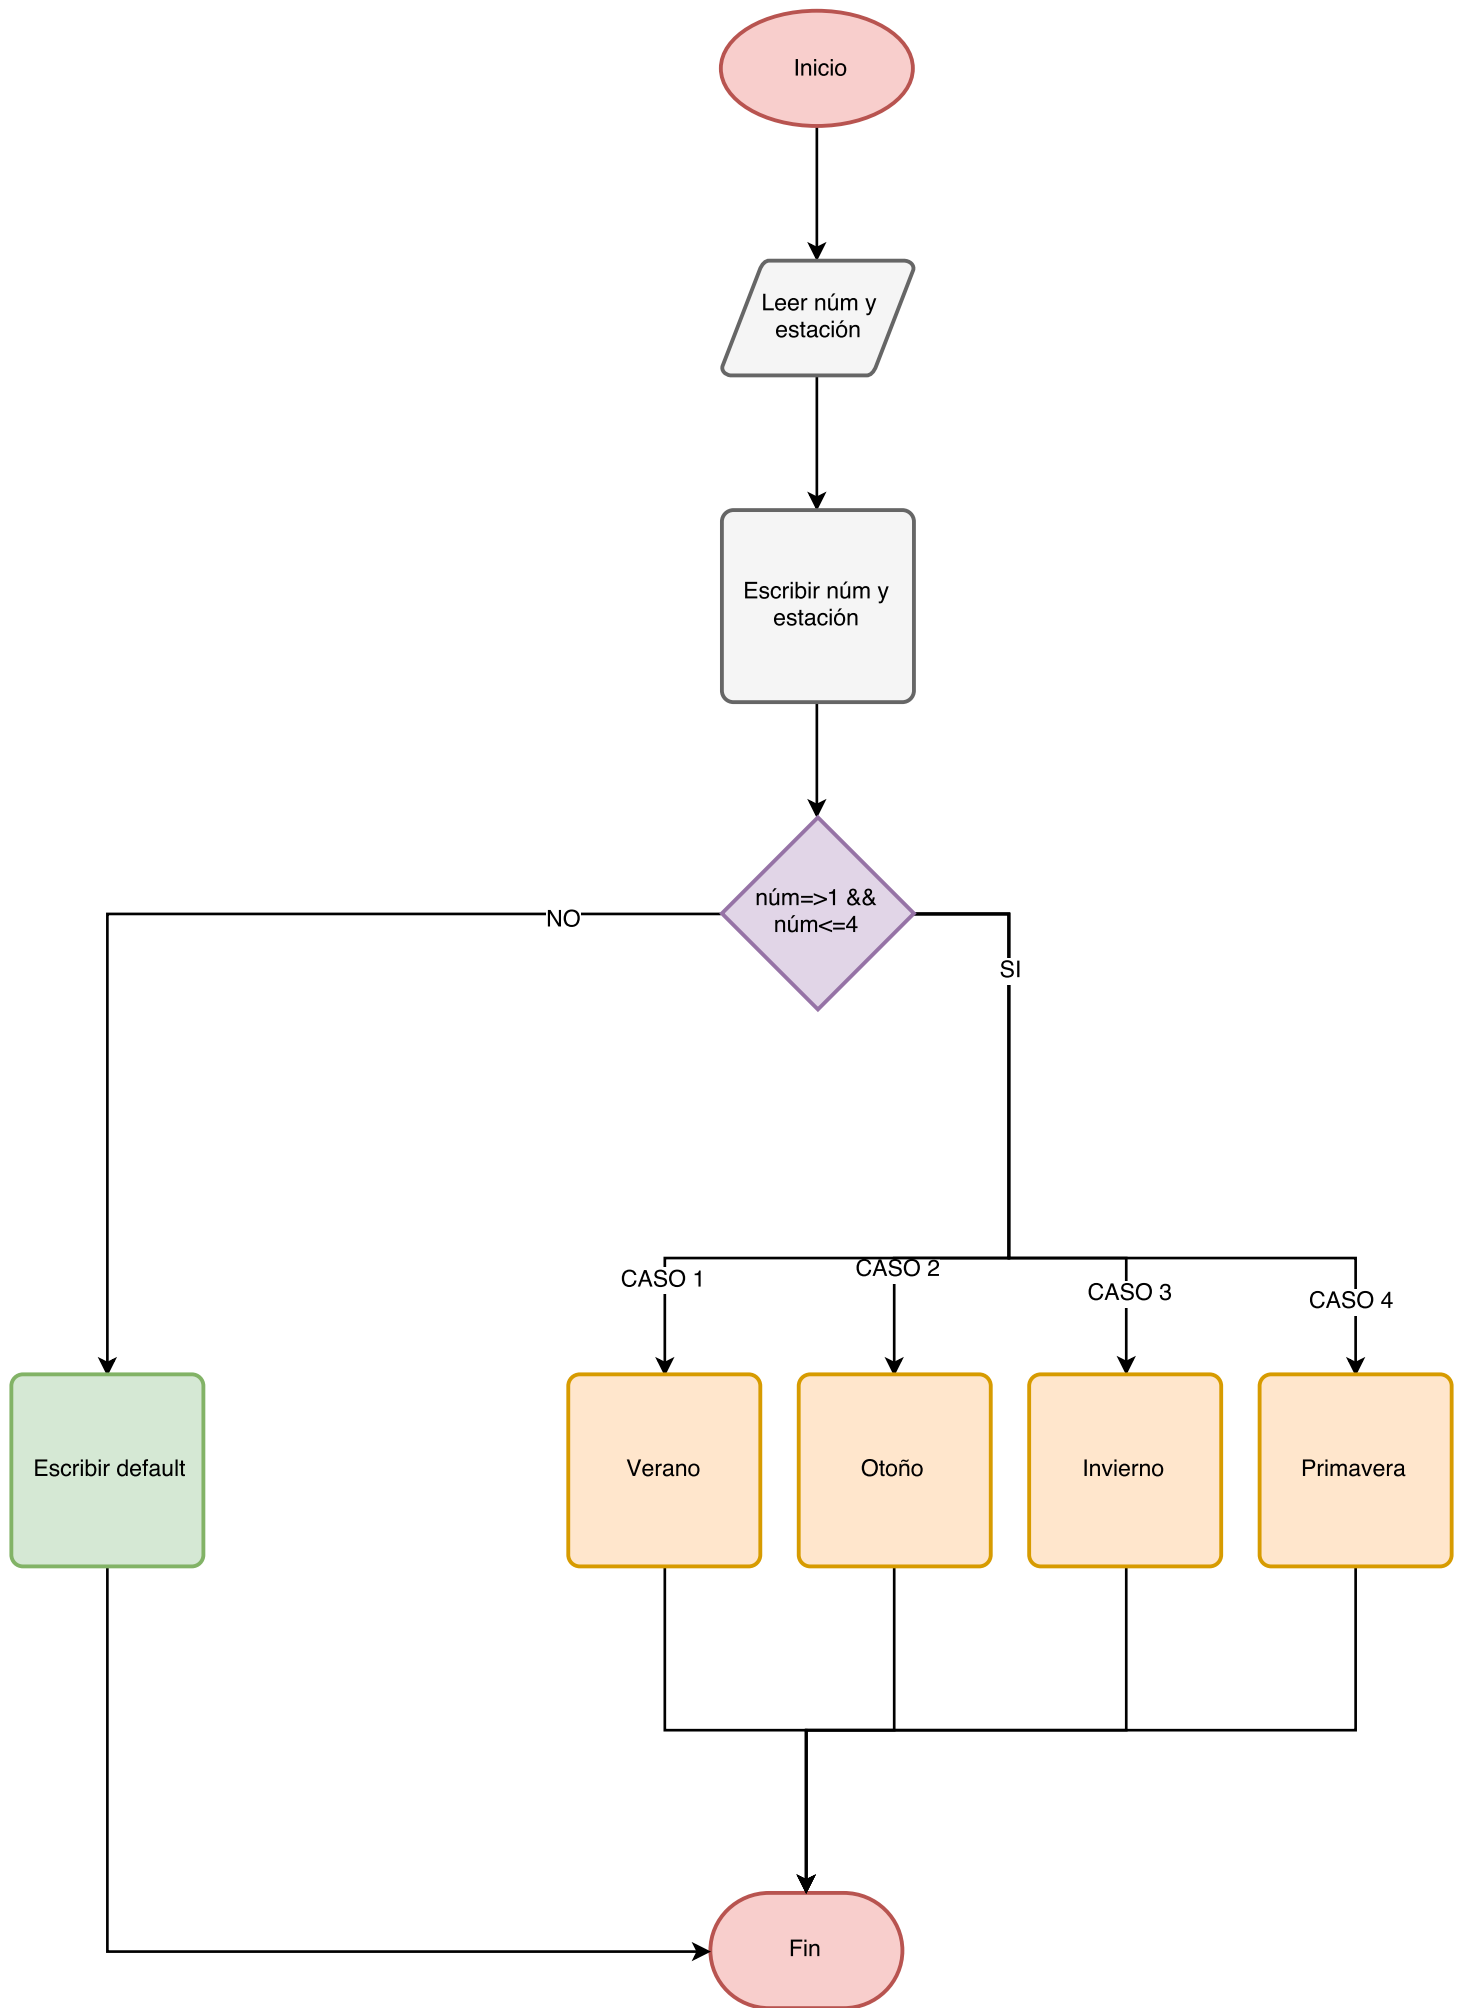 Inicio
Leer núm y
estación
Escribir núm y
estación
núm=>1 &&
núm<=4
NO
SI
CASO 1
CASO 2
CASO 3
CASO 4
Escribir default
Verano
Otoño
Invierno
Primavera
Fin